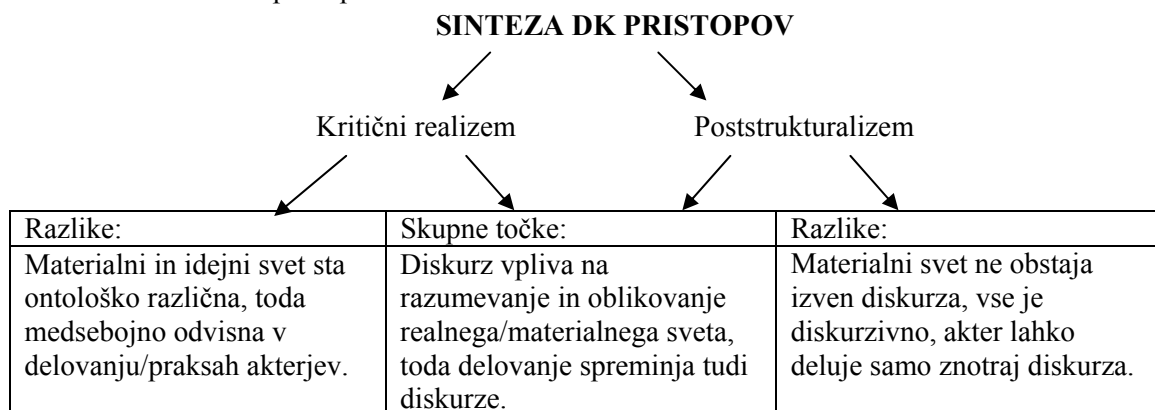 SINTEZA DK PRISTOPOV
Kritični realizem
Poststrukturalizem
Razlike:
Materialni in idejni svet sta
ontološko različna, toda
medsebojno odvisna v
delovanju/praksah akterjev.
Skupne točke:
Diskurz vpliva na
razumevanje in oblikovanje
realnega/materialnega sveta,
toda delovanje spreminja tudi
diskurze.
Razlike:
Materialni svet ne obstaja
izven diskurza, vse je
diskurzivno, akter lahko
deluje samo znotraj diskurza.